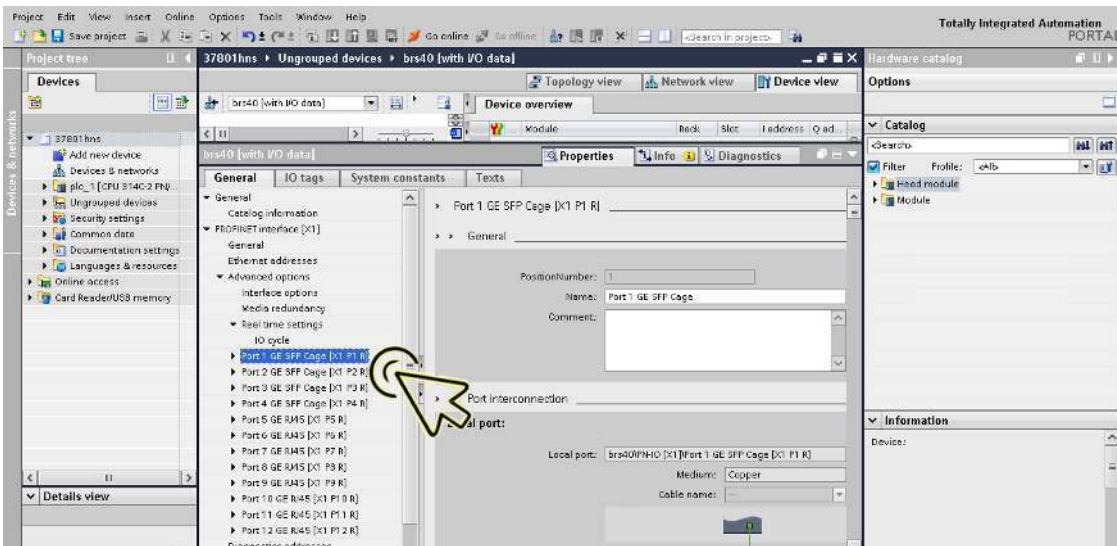 Project Edit View Insert Online Options Tools Window Help
Totally Integrated Automation
PORTAL
Save project
Go online
Go offline
<Search in project>
Project tree
37801hns ▸ Ungrouped devices ▸ brs40 [with I/O data]
Hardware catalog
Devices
Topology view
Network view
Device view
Options
brs40 [with I/O data]
Device overview
Module
Rack
Slot
I address
Q ad...
Catalog
<Search>
Filter
Profile:
<All>
Head module
Module
Devices & networks
37801hns
Add new device
Devices & networks
plc_1 [CPU 314C-2 PN/...
Ungrouped devices
Security settings
Common data
Documentation settings
Languages & resources
Online access
Card Reader/USB memory
Details view
brs40 [with I/O data]
Properties
Info
Diagnostics
General
IO tags
System constants
Texts
General
Catalog information
PROFINET interface [X1]
General
Ethernet addresses
Advanced options
Interface options
Media redundancy
Real time settings
IO cycle
Port 1 GE SFP Cage [X1 P1 R]
Port 2 GE SFP Cage [X1 P2 R]
Port 3 GE SFP Cage [X1 P3 R]
Port 4 GE SFP Cage [X1 P4 R]
Port 5 GE RJ45 [X1 P5 R]
Port 6 GE RJ45 [X1 P6 R]
Port 7 GE RJ45 [X1 P7 R]
Port 8 GE RJ45 [X1 P8 R]
Port 9 GE RJ45 [X1 P9 R]
Port 10 GE RJ45 [X1 P10 R]
Port 11 GE RJ45 [X1 P11 R]
Port 12 GE RJ45 [X1 P12 R]
Diagnostics addresses
Port 1 GE SFP Cage [X1 P1 R]
General
PositionNumber: 1
Name: Port 1 GE SFP Cage
Comment:
Port interconnection
port:
Local port: brs40\PN-IO [X1]\Port 1 GE SFP Cage [X1 P1 R]
Medium: Copper
Cable name: ---
Information
Device: